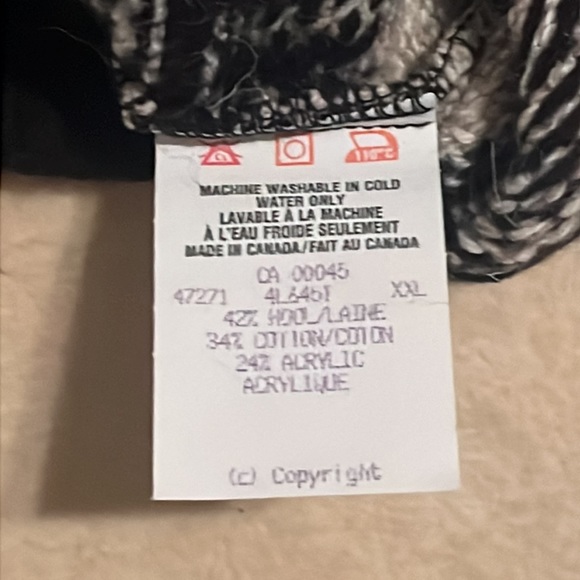 110°C
MACHINE WASHABLE IN COLD
WATER ONLY
LAVABLE À LA MACHINE
À L'EAU FROIDE SEULEMENT
MADE IN CANADA/FAIT AU CANADA
CA 00045
47271 XXL
42% WOOL/LAINE
34% COTTON/COTON
24% ACRYLIC
ACRYLIQUE
(c) Copyright